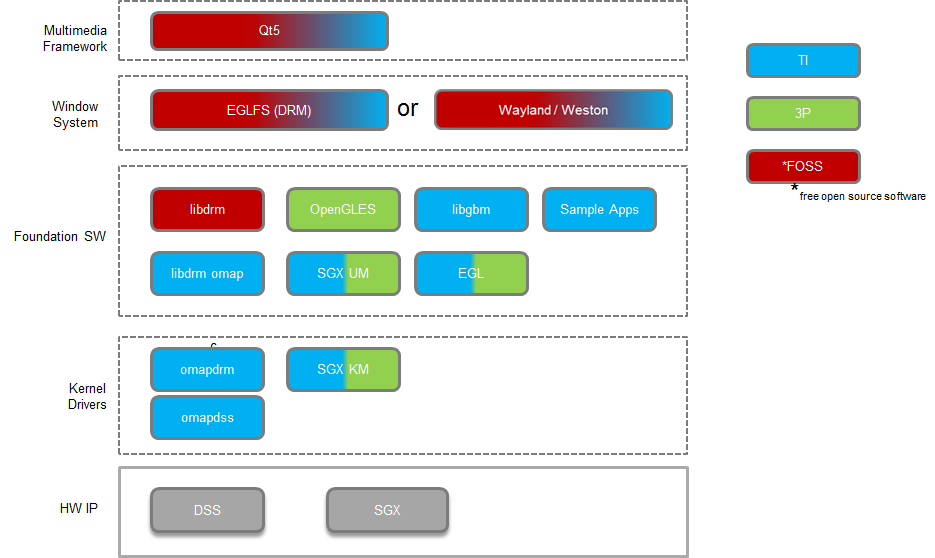 Multimedia
Framework
Qt5
TI
Window
System
EGLFS (DRM)
or
Wayland / Weston
3P
*FOSS
*free open source software
Foundation SW
libdrm
OpenGLES
libgbm
Sample Apps
libdrm omap
SGX UM
EGL
Kernel
Drivers
omapdrm
SGX KM
omapdss
HW IP
DSS
SGX